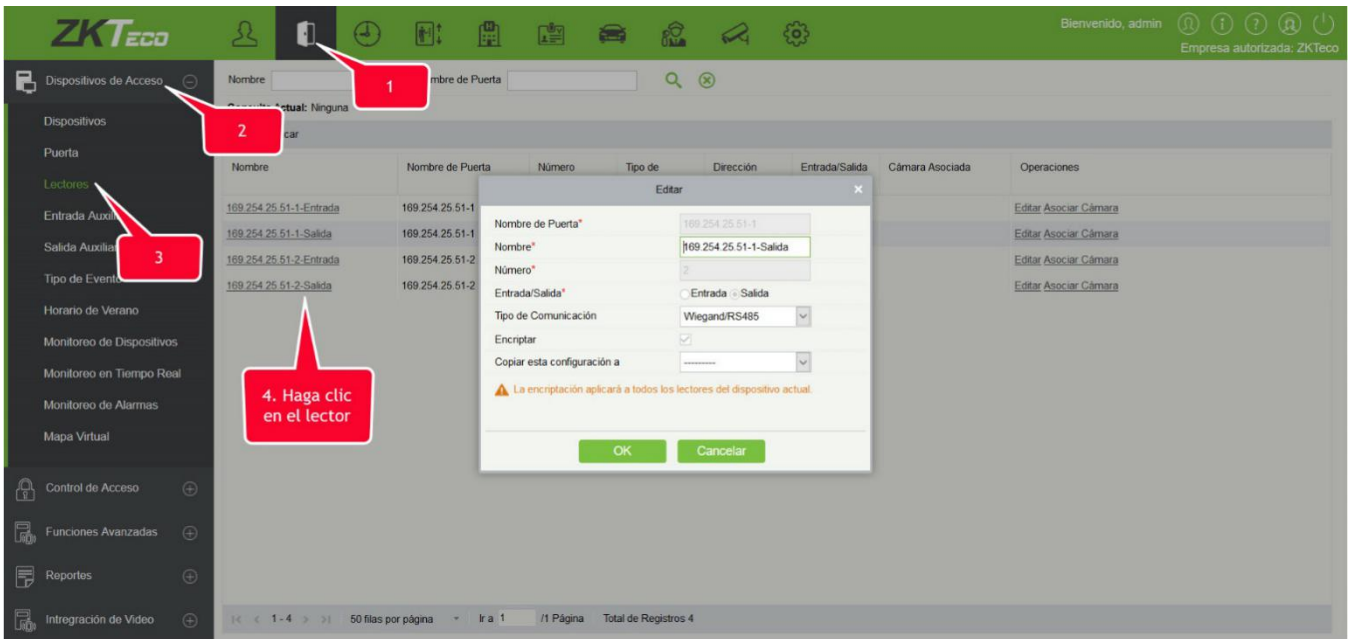 ZKTeco
Bienvenido, admin
Empresa autorizada: ZKTeco
1
Dispositivos de Acceso
2
Dispositivos
Puerta
Lectores
3
Entrada Auxili
Salida Auxiliar
Tipo de Evento
Horario de Verano
Monitoreo de Dispositivos
Monitoreo en Tiempo Real
Monitoreo de Alarmas
Mapa Virtual
Control de Acceso
Funciones Avanzadas
Reportes
Intregración de Video
Nombre mbre de Puerta
Consulta Actual: Ninguna
car
Nombre Nombre de Puerta Número Tipo de Dirección Entrada/Salida Cámara Asociada Operaciones
169.254.25.51-1-Entrada 169.254.25.51-1 Editar Asociar Cámara
169.254.25.51-1-Salida 169.254.25.51-1 Editar Asociar Cámara
169.254.25.51-2-Entrada 169.254.25.51-2 Editar Asociar Cámara
169.254.25.51-2-Salida 169.254.25.51-2 Editar Asociar Cámara
4. Haga clic
en el lector
Editar
Nombre de Puerta* 169.254.25.51-1
Nombre* 169.254.25.51-1-Salida
Número* 2
Entrada/Salida* Entrada Salida
Tipo de Comunicación Wiegand/RS485
Encriptar
Copiar esta configuración a ----------
La encriptación aplicará a todos los lectores del dispositivo actual.
OK Cancelar
1 - 4 50 filas por página Ir a 1 /1 Página Total de Registros 4